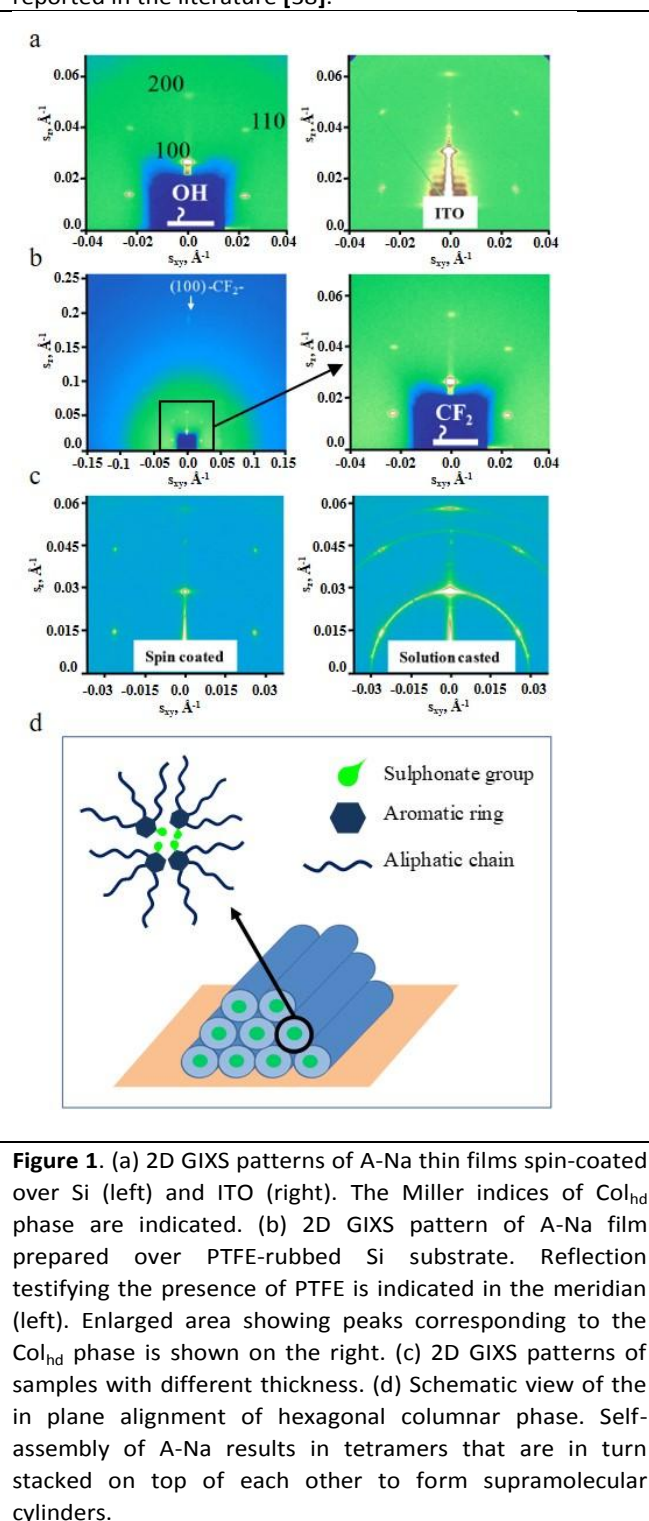 reported in the literature [38].
a
0.06
200
0.04
110
100
0.02
OH
0.0
-0.04 -0.02 0.0 0.02 0.04
s_xy, Å-1
s_z, Å-1
0.06
0.04
0.02
ITO
0.0
-0.04 -0.02 0.0 0.02 0.04
s_xy, Å-1
s_z, Å-1
b
0.25
(100)-CF2-
0.2
0.15
0.1
0.05
0.0
-0.15 -0.1 -0.05 0.0 0.05 0.1 0.15
s_xy, Å-1
s_z, Å-1
0.06
0.04
0.02
CF2
0.0
-0.04 -0.02 0.0 0.02 0.04
s_xy, Å-1
s_z, Å-1
c
0.06
0.045
0.03
0.015
Spin coated
0.0
-0.03 -0.015 0.0 0.015 0.03
s_xy, Å-1
s_z, Å-1
0.06
0.045
0.03
0.015
Solution casted
0.0
-0.03 -0.015 0.0 0.015 0.03
s_xy, Å-1
s_z, Å-1
d
Sulphonate group
Aromatic ring
Aliphatic chain
Figure 1. (a) 2D GIXS patterns of A-Na thin films spin-coated
over Si (left) and ITO (right). The Miller indices of Colhd
phase are indicated. (b) 2D GIXS pattern of A-Na film
prepared over PTFE-rubbed Si substrate. Reflection
testifying the presence of PTFE is indicated in the meridian
(left). Enlarged area showing peaks corresponding to the
Colhd phase is shown on the right. (c) 2D GIXS patterns of
samples with different thickness. (d) Schematic view of the
in plane alignment of hexagonal columnar phase. Self-
assembly of A-Na results in tetramers that are in turn
stacked on top of each other to form supramolecular
cylinders.